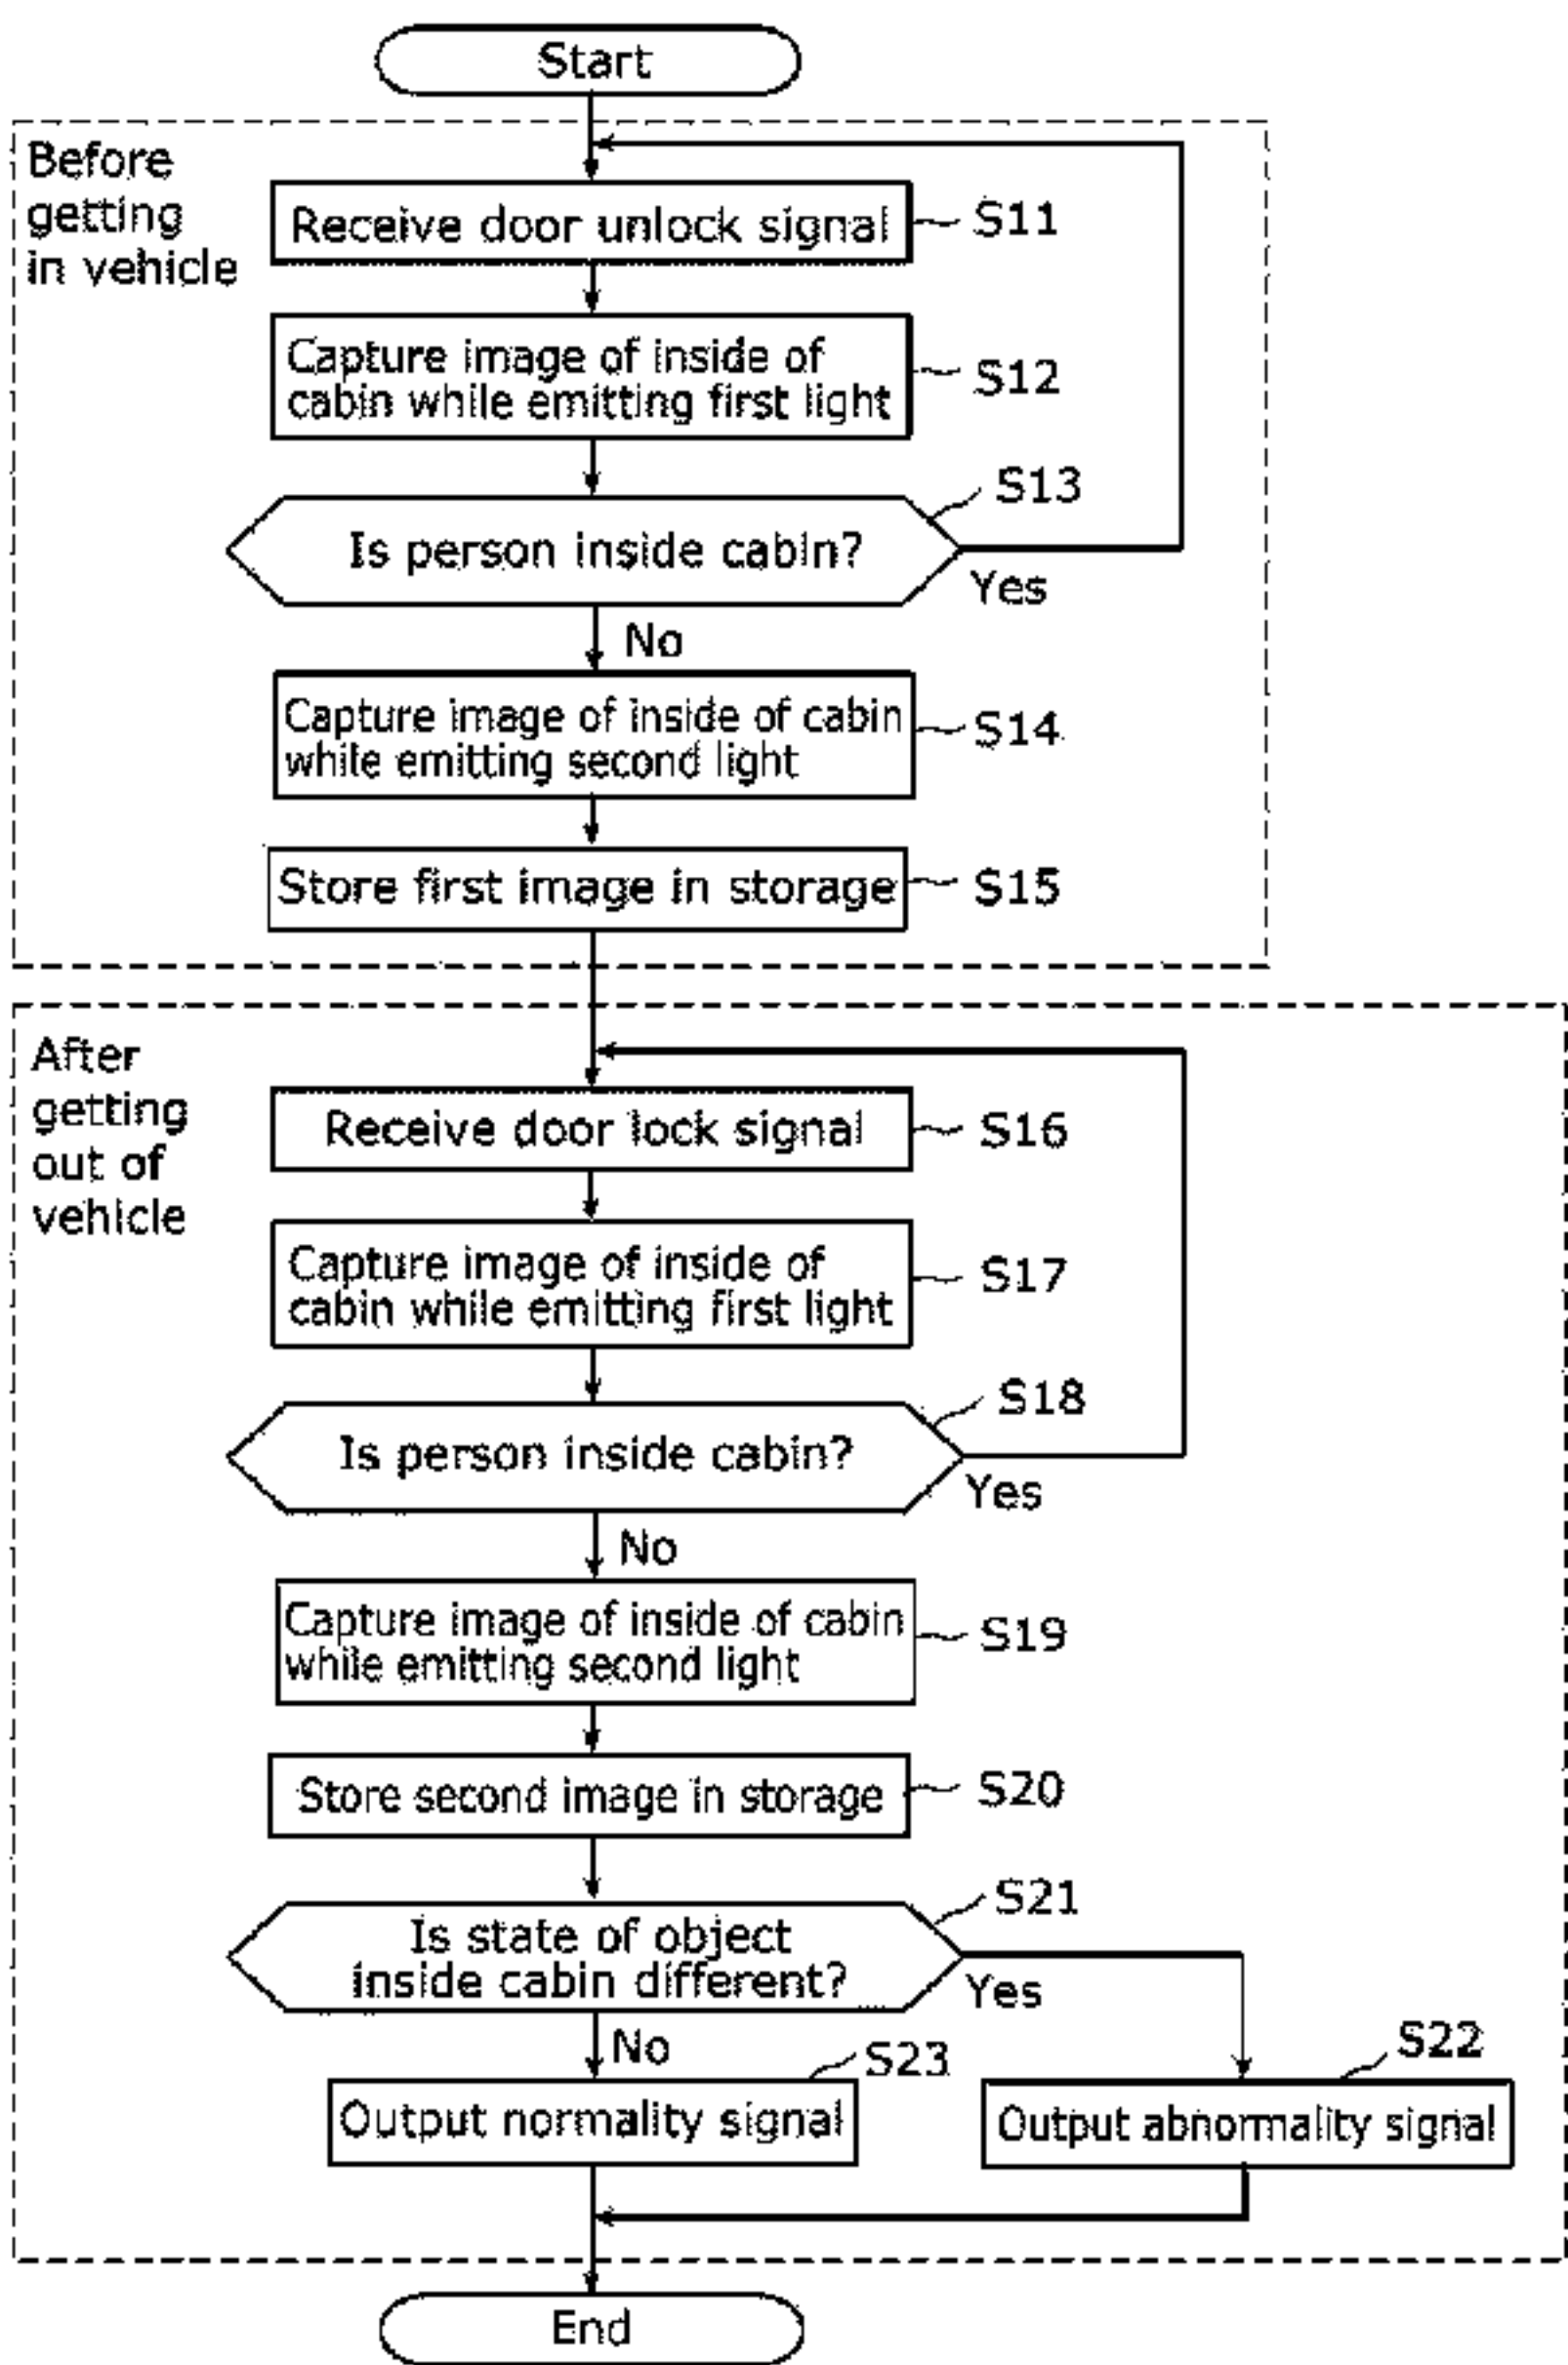 Start
Before
getting
in vehicle
Receive door unlock signal
S11
Capture image of inside of
cabin while emitting first light
S12
S13
Is person inside cabin?
Yes
No
Capture image of inside of cabin
while emitting second light
S14
Store first image in storage
S15
After
getting
out of
vehicle
Receive door lock signal
S16
Capture image of inside of
cabin while emitting first light
S17
S18
Is person inside cabin?
Yes
No
Capture image of inside of cabin
while emitting second light
S19
Store second image in storage
S20
S21
Is state of object
inside cabin different?
Yes
No
S23
S22
Output normality signal
Output abnormality signal
End